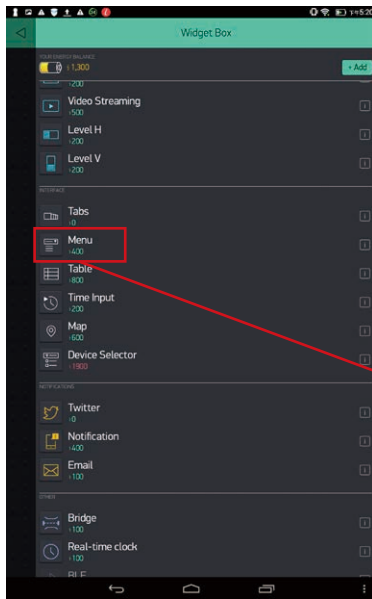 Widget Box
YOUR ENERGY BALANCE
1,300
+ Add
200
Video Streaming
500
Level H
200
Level V
200
INTERFACE
Tabs
0
Menu
400
Table
800
Time Input
200
Map
600
Device Selector
1900
NOTIFICATIONS
Twitter
0
Notification
400
Email
100
OTHER
Bridge
100
Real-time clock
100
BLE